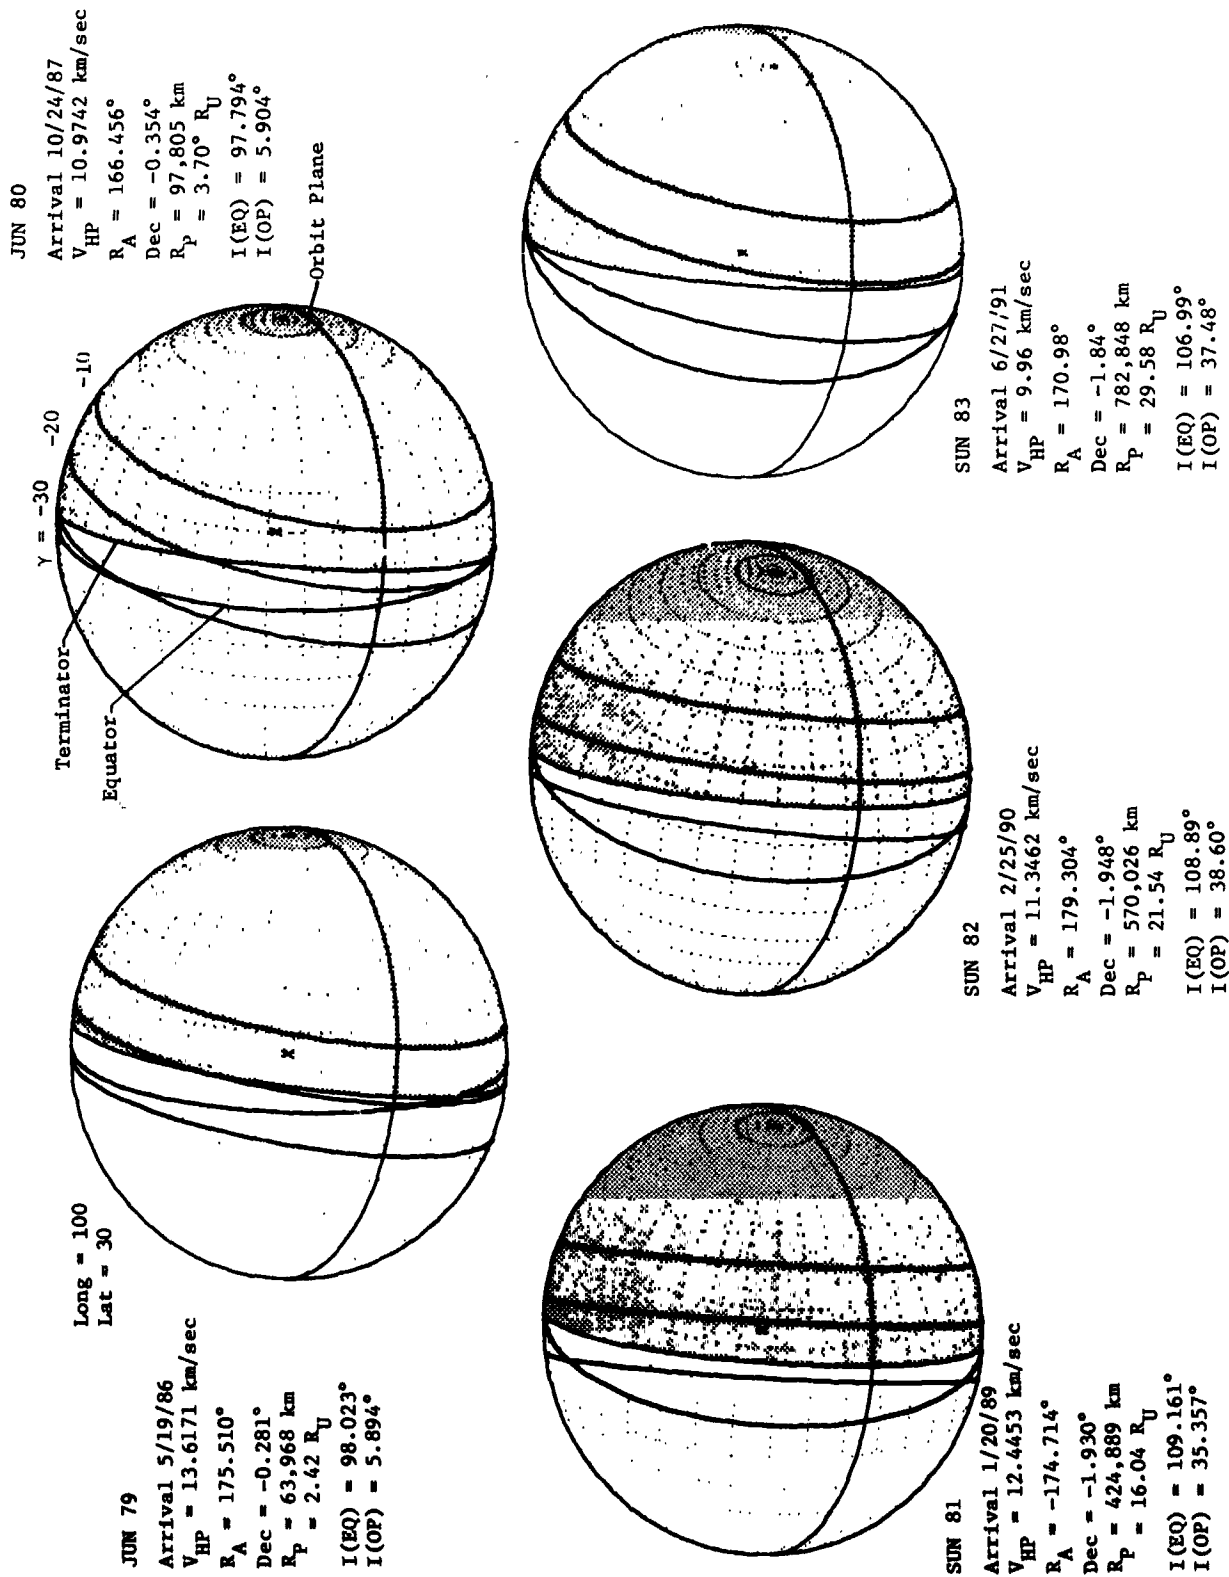 JUN 79
Arrival 5/19/86
V_HP = 13.6171 km/sec
R_A = 175.510°
Dec = -0.281°
R_P = 63,968 km
= 2.42 R_U
I(EQ) = 98.023°
I(OP) = 5.894°
Long = 100
Lat = 30
JUN 80
Arrival 10/24/87
V_HP = 10.9742 km/sec
R_A = 166.456°
Dec = -0.354°
R_P = 97,805 km
= 3.70° R_U
I(EQ) = 97.794°
I(OP) = 5.904°
γ = -30 -20 -10
Terminator
Equator
Orbit Plane
SUN 81
Arrival 1/20/89
V_HP = 12.4453 km/sec
R_A = -174.714°
Dec = -1.930°
R_P = 424,889 km
= 16.04 R_U
I(EQ) = 109.161°
I(OP) = 35.357°
SUN 82
Arrival 2/25/90
V_HP = 11.3462 km/sec
R_A = 179.304°
Dec = -1.948°
R_P = 570,026 km
= 21.54 R_U
I(EQ) = 108.89°
I(OP) = 38.60°
SUN 83
Arrival 6/27/91
V_HP = 9.96 km/sec
R_A = 170.98°
Dec = -1.84°
R_P = 782,848 km
= 29.58 R_U
I(EQ) = 106.99°
I(OP) = 37.48°